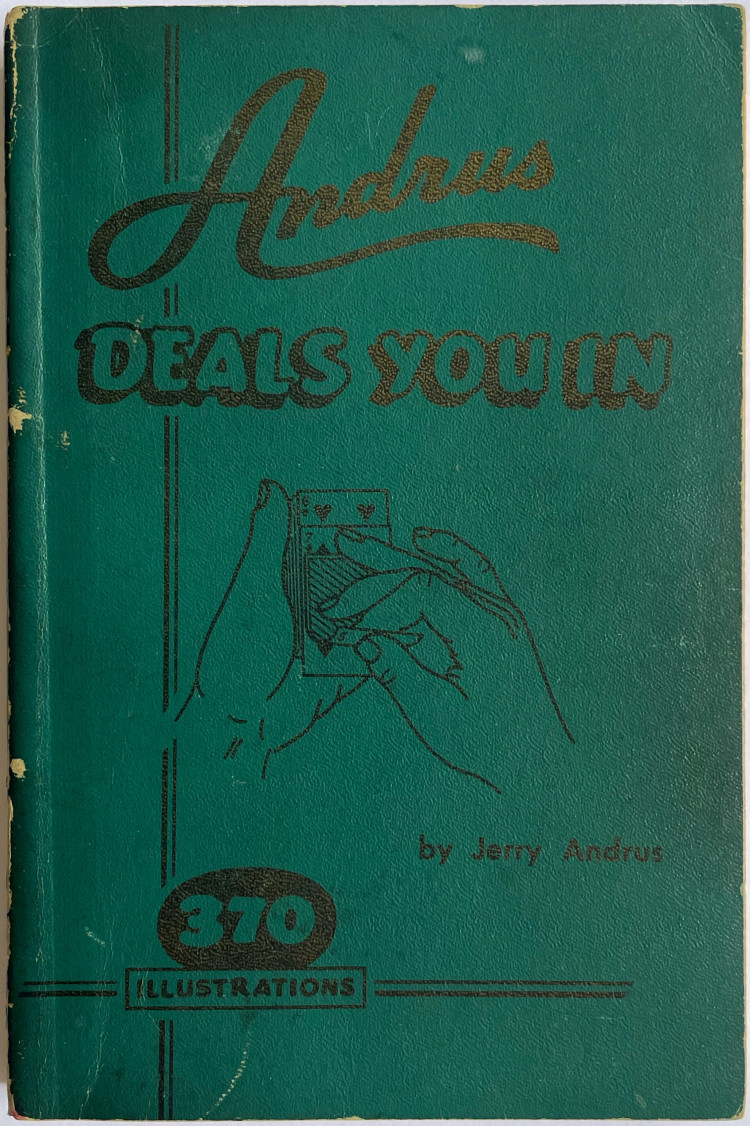 Andrus
DEALS YOU IN
by Jerry Andrus
370
ILLUSTRATIONS